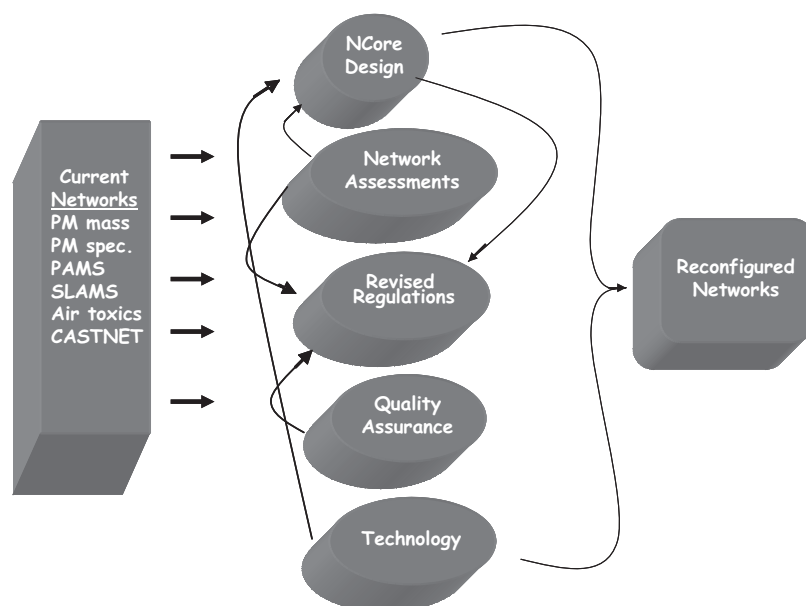 Current
Networks
PM mass
PM spec.
PAMS
SLAMS
Air toxics
CASTNET
NCore
Design
Network
Assessments
Revised
Regulations
Quality
Assurance
Technology
Reconfigured
Networks